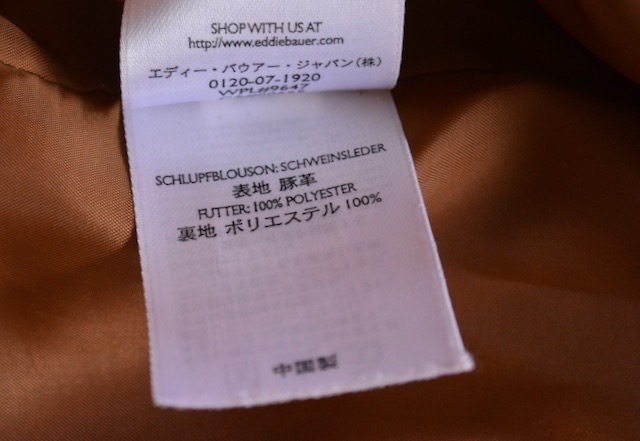 SHOP WITH US AT
http://www.eddiebauer.com
エディー・バウアー・ジャパン(株)
0120-07-1920
WPL#9647
SCHLUPFBLOUSON: SCHWEINSLEDER
表地 豚革
FUTTER: 100% POLYESTER
裏地 ポリエステル 100%
中国製